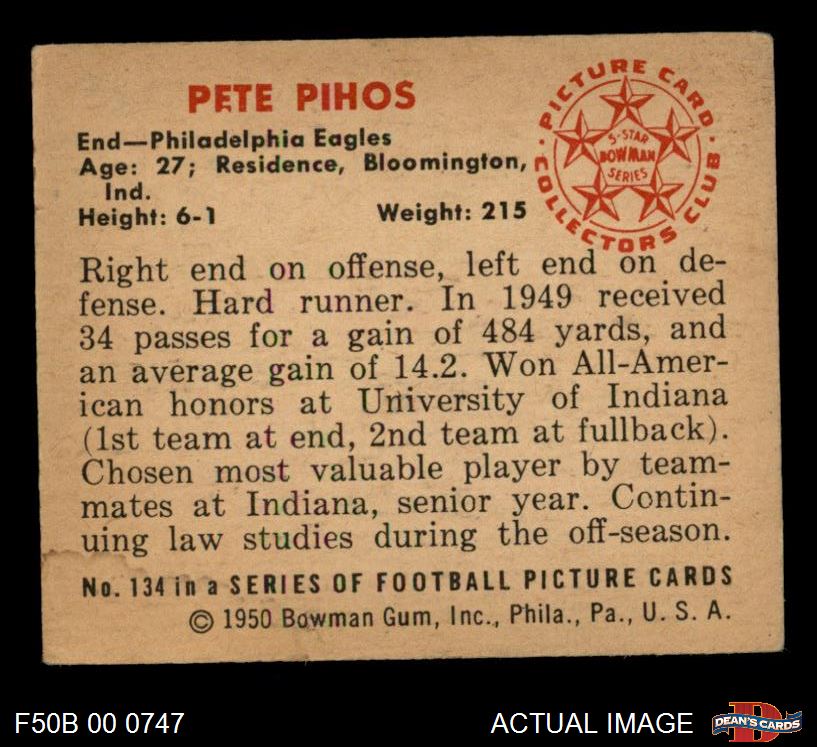 PETE PIHOS
End—Philadelphia Eagles
Age: 27; Residence, Bloomington,
Ind.
Height: 6-1 Weight: 215
PICTURE CARD
COLLECTORS CLUB
5-STAR
BOWMAN
SERIES
Right end on offense, left end on de-
fense. Hard runner. In 1949 received
34 passes for a gain of 484 yards, and
an average gain of 14.2. Won All-Amer-
ican honors at University of Indiana
(1st team at end, 2nd team at fullback).
Chosen most valuable player by team-
mates at Indiana, senior year. Contin-
uing law studies during the off-season.
No. 134 in a SERIES OF FOOTBALL PICTURE CARDS
© 1950 Bowman Gum, Inc., Phila., Pa., U. S. A.
F50B 00 0747
ACTUAL IMAGE
D
DEAN'S CARDS